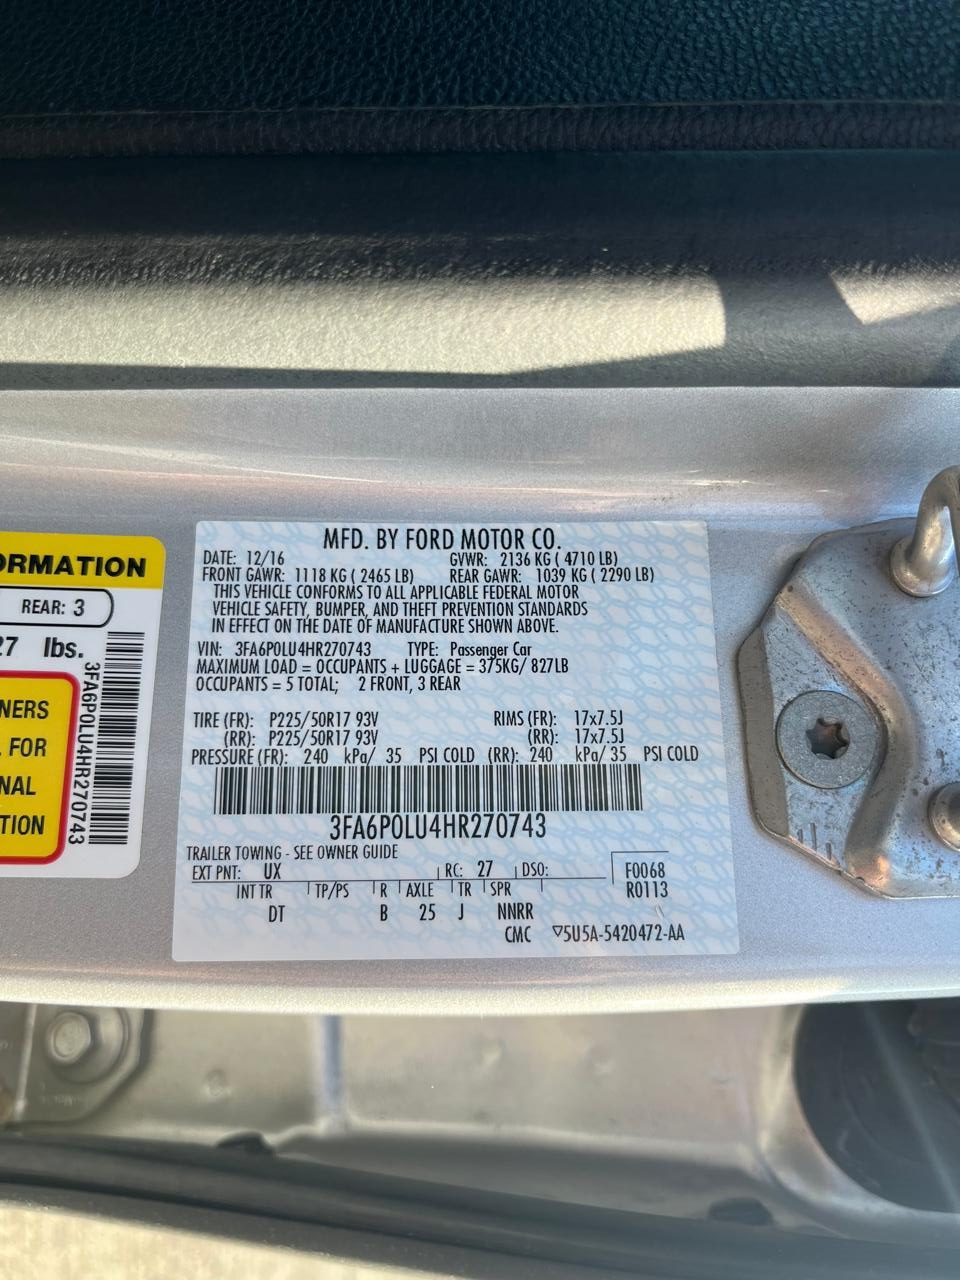 ORMATION
REAR: 3
27 lbs.
NERS
FOR
NAL
TION
3FA6P0LU4HR270743
MFD. BY FORD MOTOR CO.
DATE: 12/16 GVWR: 2136 KG ( 4710 LB)
FRONT GAWR: 1118 KG ( 2465 LB) REAR GAWR: 1039 KG ( 2290 LB)
THIS VEHICLE CONFORMS TO ALL APPLICABLE FEDERAL MOTOR
VEHICLE SAFETY, BUMPER, AND THEFT PREVENTION STANDARDS
IN EFFECT ON THE DATE OF MANUFACTURE SHOWN ABOVE.
VIN: 3FA6P0LU4HR270743 TYPE: Passenger Car
MAXIMUM LOAD = OCCUPANTS + LUGGAGE = 375KG/ 827LB
OCCUPANTS = 5 TOTAL; 2 FRONT, 3 REAR
TIRE (FR): P225/50R17 93V RIMS (FR): 17x7.5J
(RR): P225/50R17 93V (RR): 17x7.5J
PRESSURE (FR): 240 kPa/ 35 PSI COLD (RR): 240 kPa/ 35 PSI COLD
3FA6P0LU4HR270743
TRAILER TOWING - SEE OWNER GUIDE
EXT PNT: UX RC: 27 DSO: F0068
INT TR TP/PS R AXLE TR SPR R0113
DT B 25 J NNRR
CMC ▽5U5A-5420472-AA